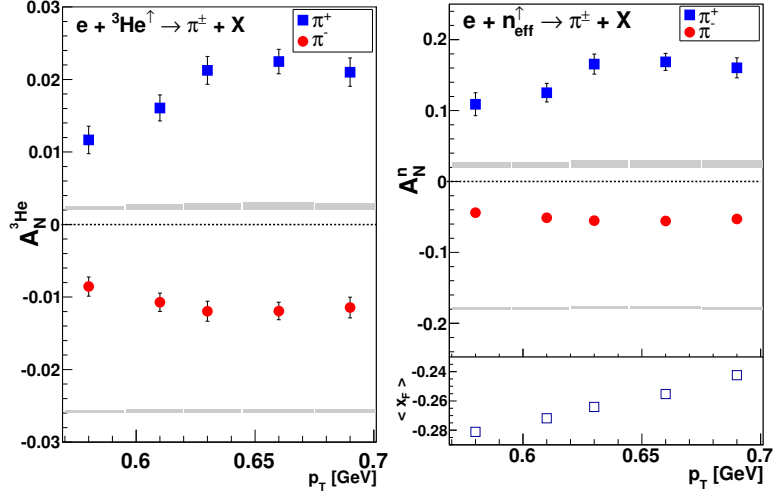 e + ³He↑ → π± + X
π⁺
π⁻
0.03
0.02
0.01
0
-0.01
-0.02
-0.03
A_N^³He
0.6
0.65
0.7
p_T [GeV]
e + n↑_eff → π± + X
π⁺
π⁻
0.2
0.1
0
-0.1
-0.2
A_N^n
-0.24
-0.26
-0.28
< x_F >
0.6
0.65
0.7
p_T [GeV]